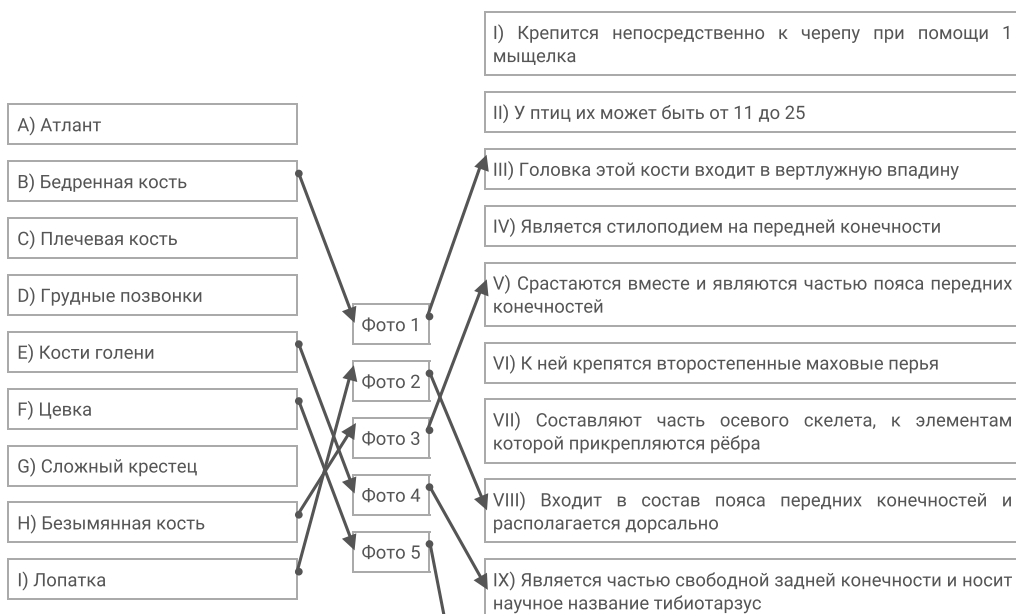 I) Крепится непосредственно к черепу при помощи 1
мыщелка
II) У птиц их может быть от 11 до 25
III) Головка этой кости входит в вертлужную впадину
IV) Является стилоподием на передней конечности
V) Срастаются вместе и являются частью пояса передних
конечностей
VI) К ней крепятся второстепенные маховые перья
VII) Составляют часть осевого скелета, к элементам
которой прикрепляются рёбра
VIII) Входит в состав пояса передних конечностей и
располагается дорсально
IX) Является частью свободной задней конечности и носит
научное название тибиотарзус
A) Атлант
B) Бедренная кость
C) Плечевая кость
D) Грудные позвонки
E) Кости голени
F) Цевка
G) Сложный крестец
H) Безымянная кость
I) Лопатка
Фото 1
Фото 2
Фото 3
Фото 4
Фото 5